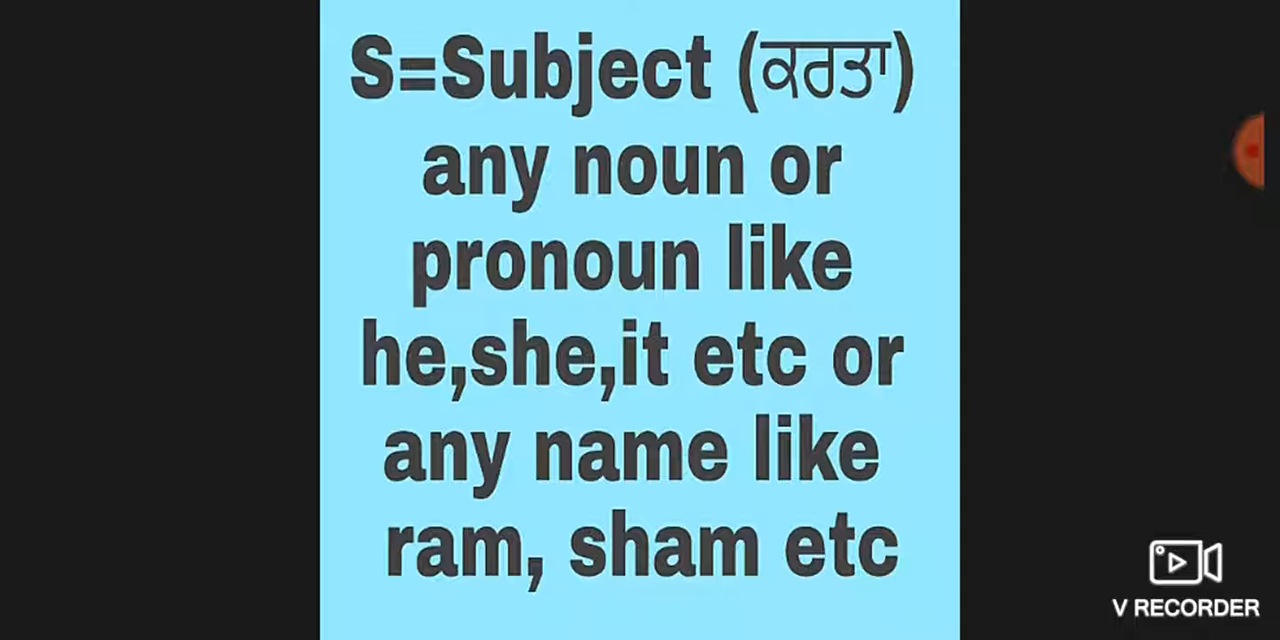 S=Subject (ਕਰਤਾ)
any noun or
pronoun like
he,she,it etc or
any name like
ram, sham etc
V RECORDER